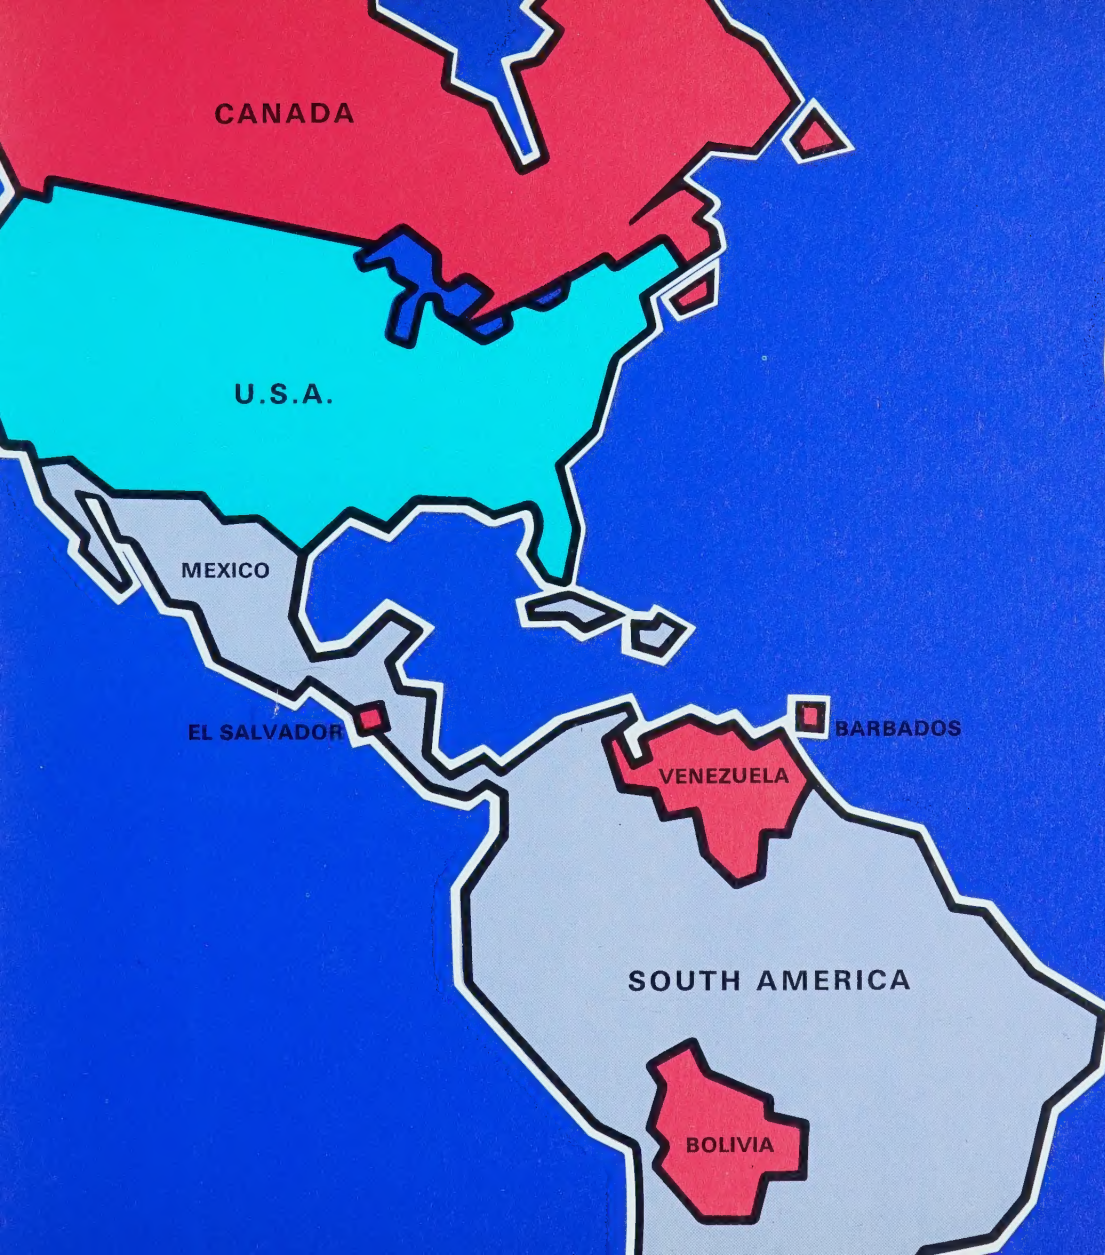 CANADA
U.S.A.
MEXICO
EL SALVADOR
BARBADOS
VENEZUELA
SOUTH AMERICA
BOLIVIA